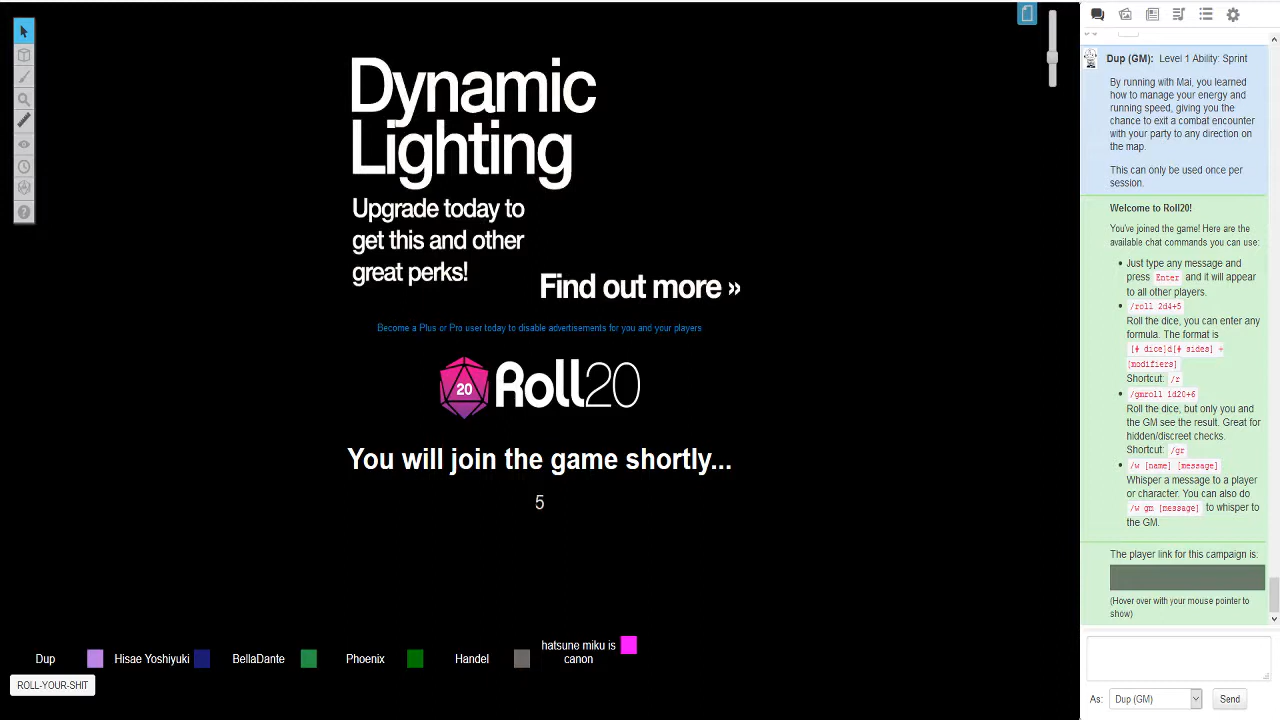 Dynamic
Lighting
Upgrade today to
get this and other
great perks!
Find out more »
Become a Plus or Pro user today to disable advertisements for you and your players
20
Roll20
You will join the game shortly...
5
Dup
Hisae Yoshiyuki
BellaDante
Phoenix
Handel
hatsune miku is
canon
ROLL-YOUR-SHIT
Dup (GM): Level 1 Ability: Sprint
By running with Mai, you learned
how to manage your energy and
running speed, giving you the
chance to exit a combat encounter
with your party to any direction on
the map.
This can only be used once per
session.
Welcome to Roll20!
You've joined the game! Here are the
available chat commands you can use:
Just type any message and
press Enter and it will appear
to all other players.
/roll 2d4+5
Roll the dice, you can enter any
formula. The format is
[# dice]d[# sides] +
[modifiers]
Shortcut: /r
/gmroll 1d20+6
Roll the dice, but only you and
the GM see the result. Great for
hidden/discreet checks.
Shortcut: /gr
/w [name] [message]
Whisper a message to a player
or character. You can also do
/w gm [message] to whisper to
the GM.
The player link for this campaign is:
(Hover over with your mouse pointer to
show)
As: Dup (GM) Send